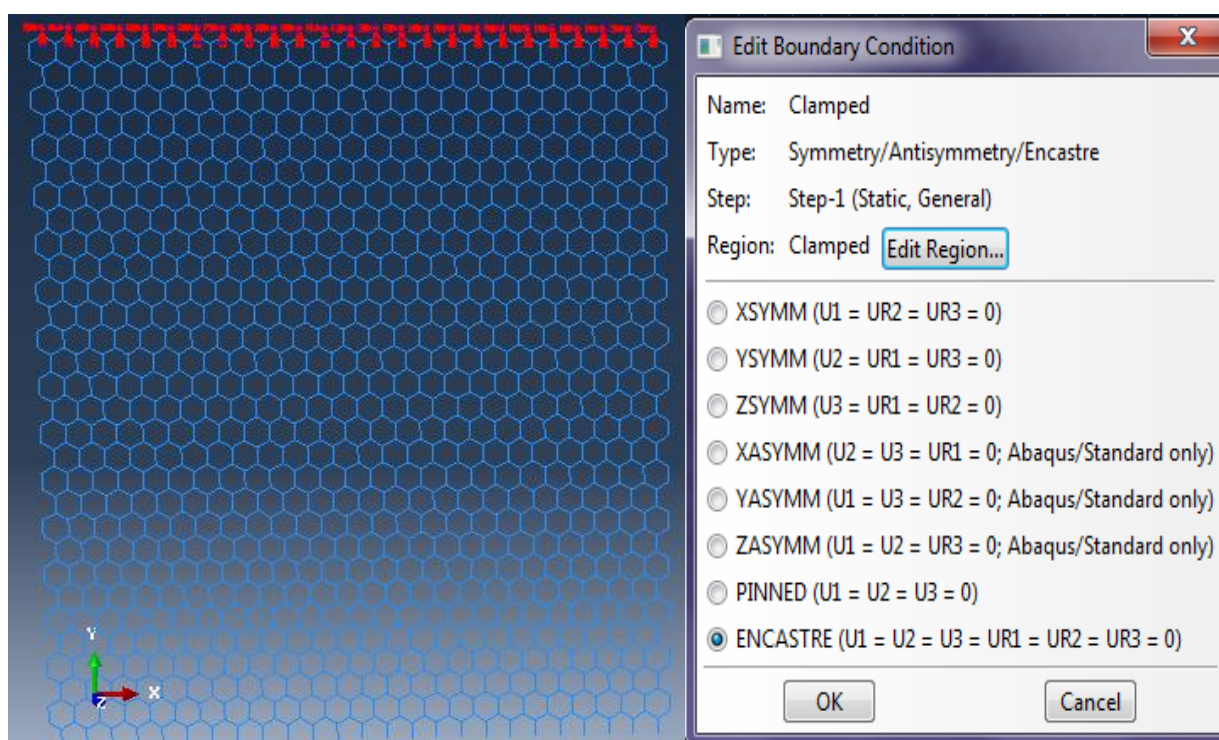 Y
X
Z
Edit Boundary Condition
X
Name: Clamped
Type: Symmetry/Antisymmetry/Encastre
Step: Step-1 (Static, General)
Region: Clamped Edit Region...
XSYMM (U1 = UR2 = UR3 = 0)
YSYMM (U2 = UR1 = UR3 = 0)
ZSYMM (U3 = UR1 = UR2 = 0)
XASYMM (U2 = U3 = UR1 = 0; Abaqus/Standard only)
YASYMM (U1 = U3 = UR2 = 0; Abaqus/Standard only)
ZASYMM (U1 = U2 = UR3 = 0; Abaqus/Standard only)
PINNED (U1 = U2 = U3 = 0)
ENCASTRE (U1 = U2 = U3 = UR1 = UR2 = UR3 = 0)
OK Cancel